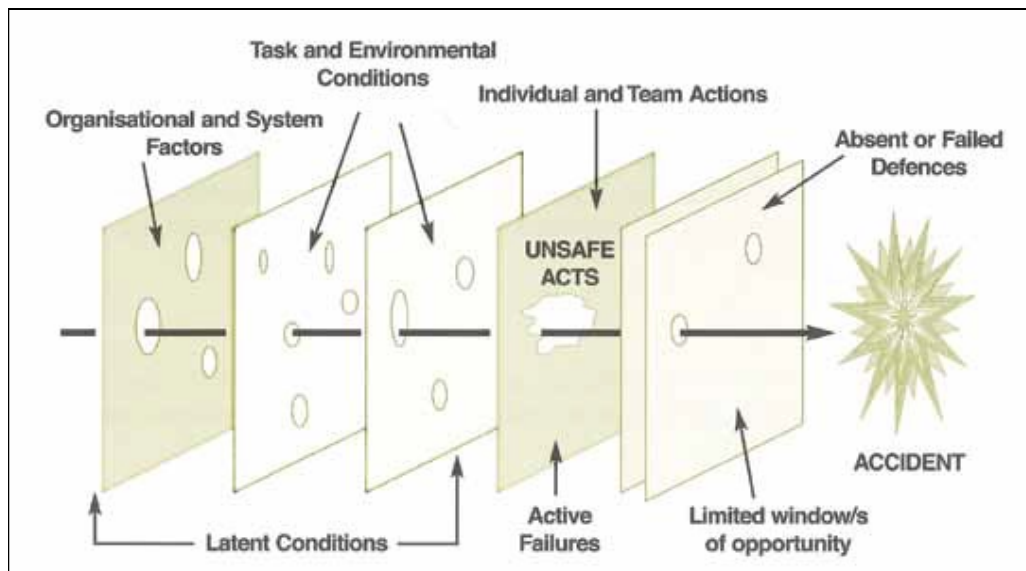 Task and Environmental
Conditions
Individual and Team Actions
Organisational and System
Factors
Absent or Failed
Defences
UNSAFE
ACTS
ACCIDENT
Latent Conditions
Active
Failures
Limited window/s
of opportunity